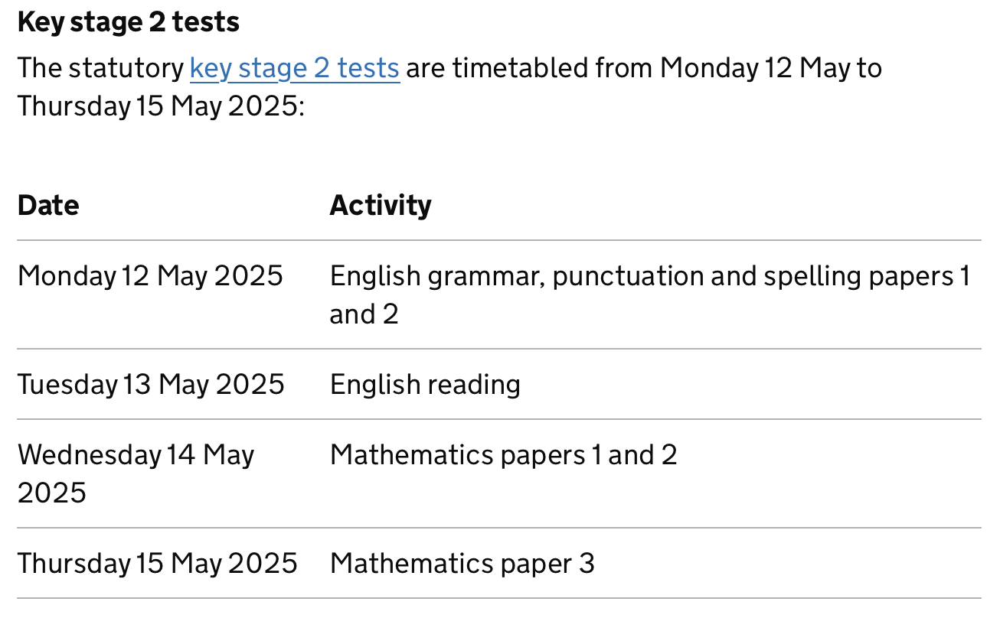 Key stage 2 tests
The statutory key stage 2 tests are timetabled from Monday 12 May to
Thursday 15 May 2025:
Date Activity
Monday 12 May 2025 English grammar, punctuation and spelling papers 1
and 2
Tuesday 13 May 2025 English reading
Wednesday 14 May Mathematics papers 1 and 2
2025
Thursday 15 May 2025 Mathematics paper 3